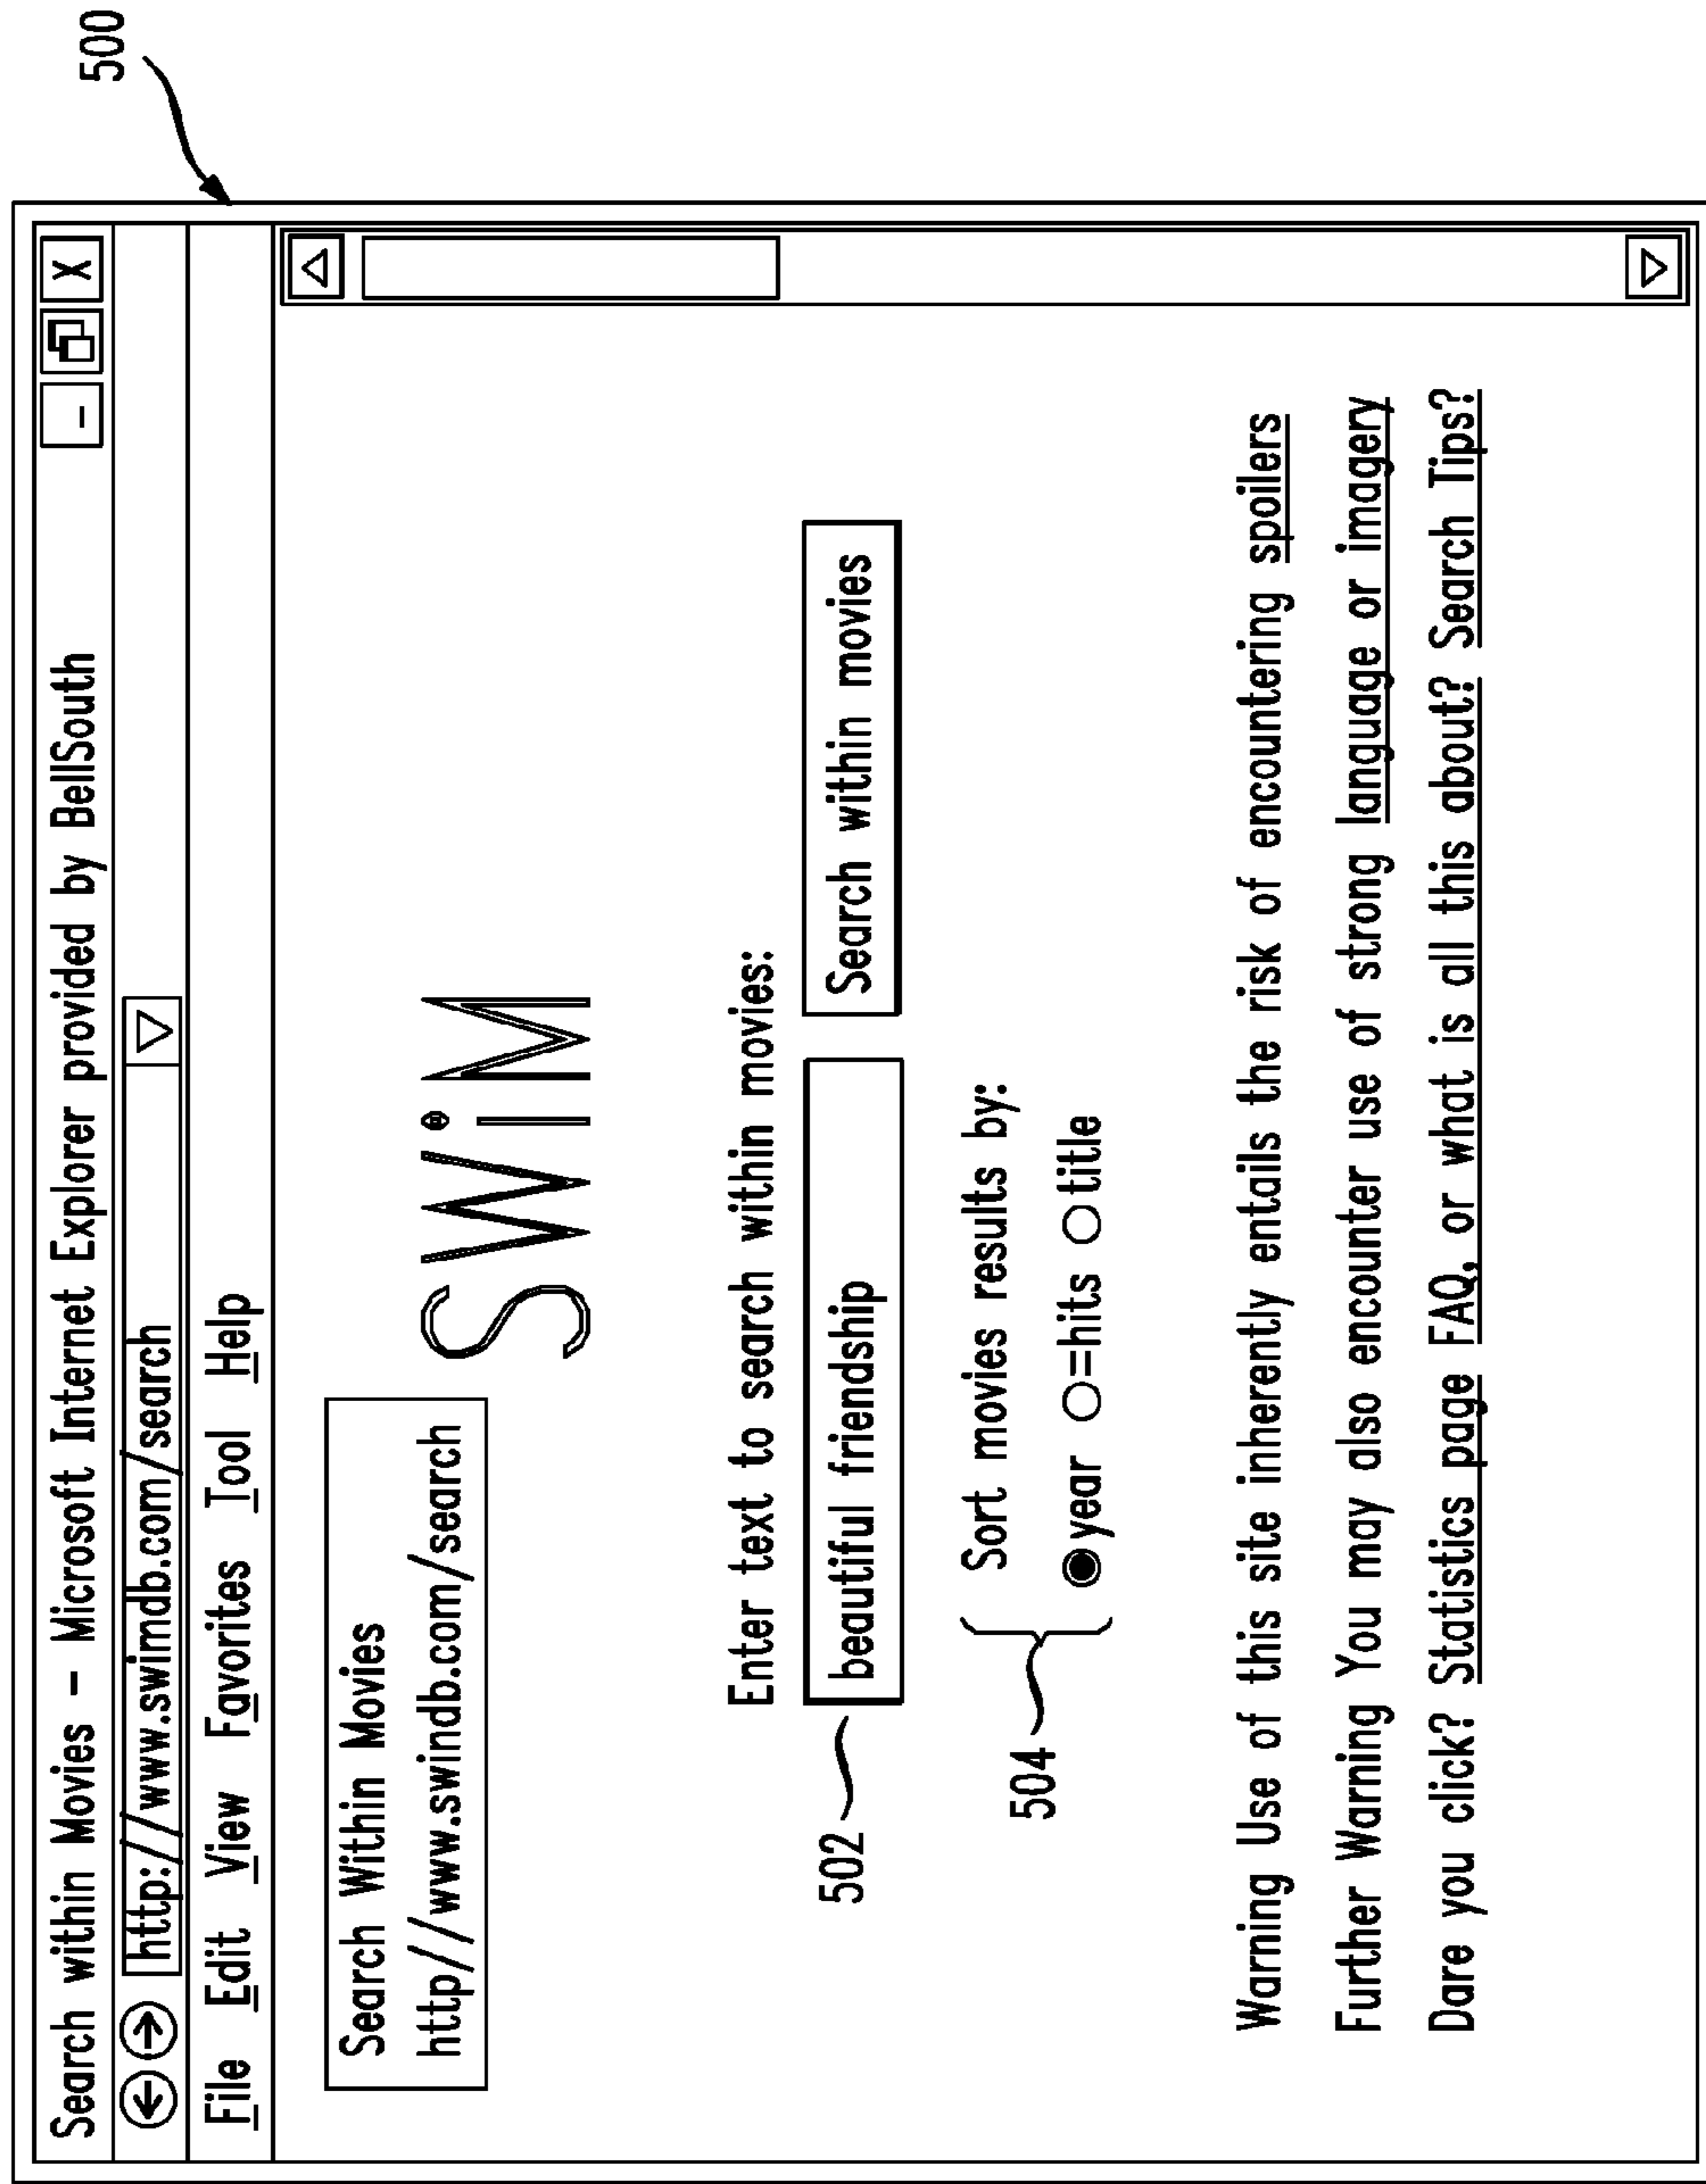 500
Search within Movies – Microsoft Internet Explorer provided by BellSouth
- X
http://www.swimdb.com/search
File Edit View Favorites Tool Help
Search Within Movies
http///www.swindb.com/search
SWiM
Enter text to search within movies:
502 beautiful friendship Search within movies
504 Sort movies results by:
year =hits title
Warning Use of this site inherently entails the risk of encountering spoilers
Further Warning You may also encounter use of strong language or imagery
Dare you click? Statistics page FAQ, or what is all this about? Search Tips?